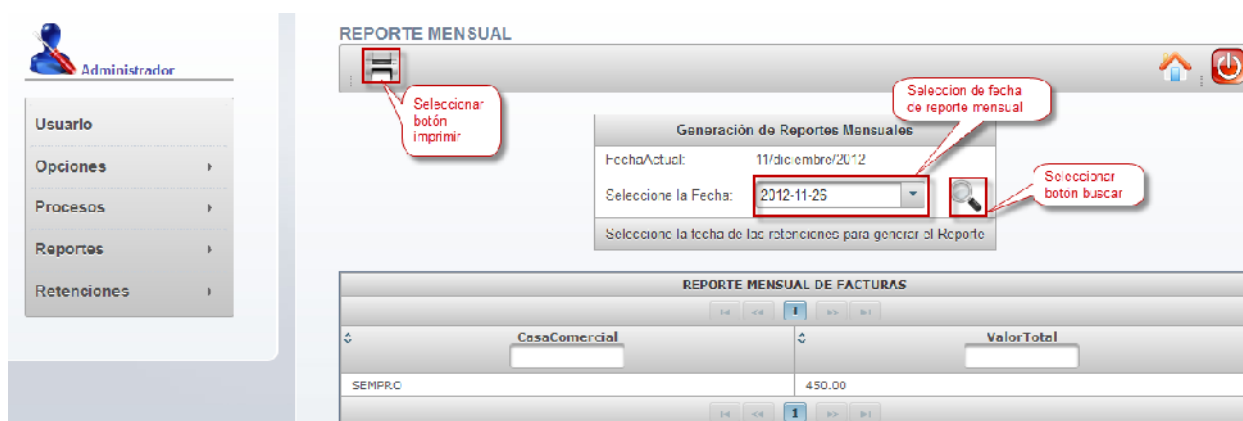 REPORTE MENSUAL
Administrador
Usuario
Opciones
Procesos
Reportes
Retenciones
Seleccionar
botón
imprimir
Seleccion de fecha
de reporte mensual
Generación de Reportes Mensuales
FechaActual: 11/diciembre/2012
Seleccione la Fecha: 2012-11-26
Seleccionar
botón buscar
Seleccione la fecha de las retenciones para generar el Reporte
REPORTE MENSUAL DE FACTURAS
1
CasaComercial ValorTotal
SEMPRO 450.00
1